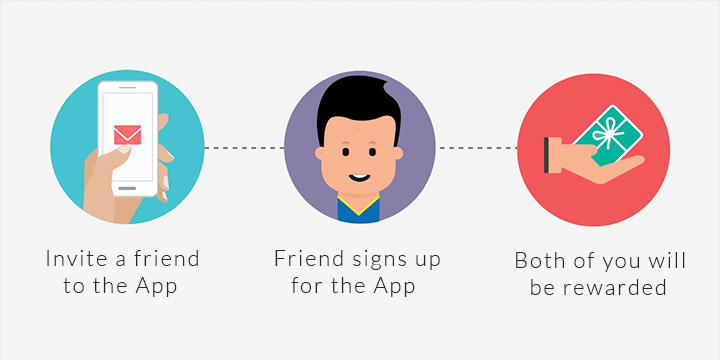 Invite a friend
to the App
Friend signs up
for the App
Both of you will
be rewarded